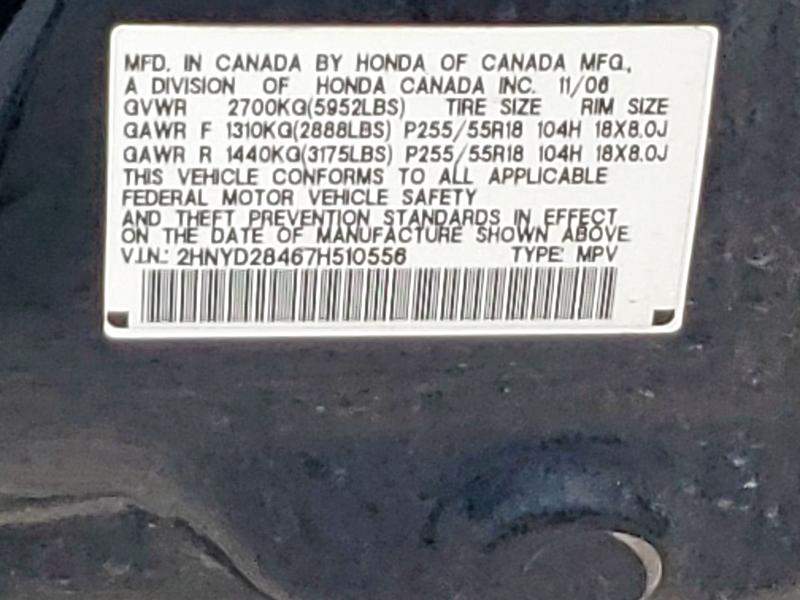 MFD. IN CANADA BY HONDA OF CANADA MFG.,
A DIVISION OF HONDA CANADA INC. 11/06
GVWR 2700KG(5952LBS) TIRE SIZE RIM SIZE
GAWR F 1310KG(2888LBS) P255/55R18 104H 18X8.0J
GAWR R 1440KG(3175LBS) P255/55R18 104H 18X8.0J
THIS VEHICLE CONFORMS TO ALL APPLICABLE
FEDERAL MOTOR VEHICLE SAFETY
AND THEFT PREVENTION STANDARDS IN EFFECT
ON THE DATE OF MANUFACTURE SHOWN ABOVE.
V.I.N.: 2HNYD28467H510556 TYPE: MPV